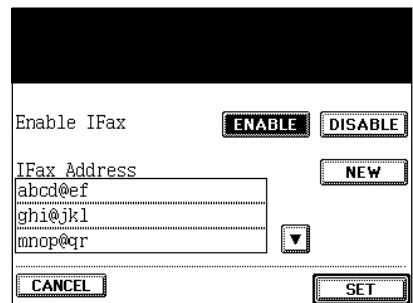 Enable IFax ENABLE DISABLE
IFax Address NEW
abcd@ef
ghi@jkl
mnop@qr
CANCEL SET